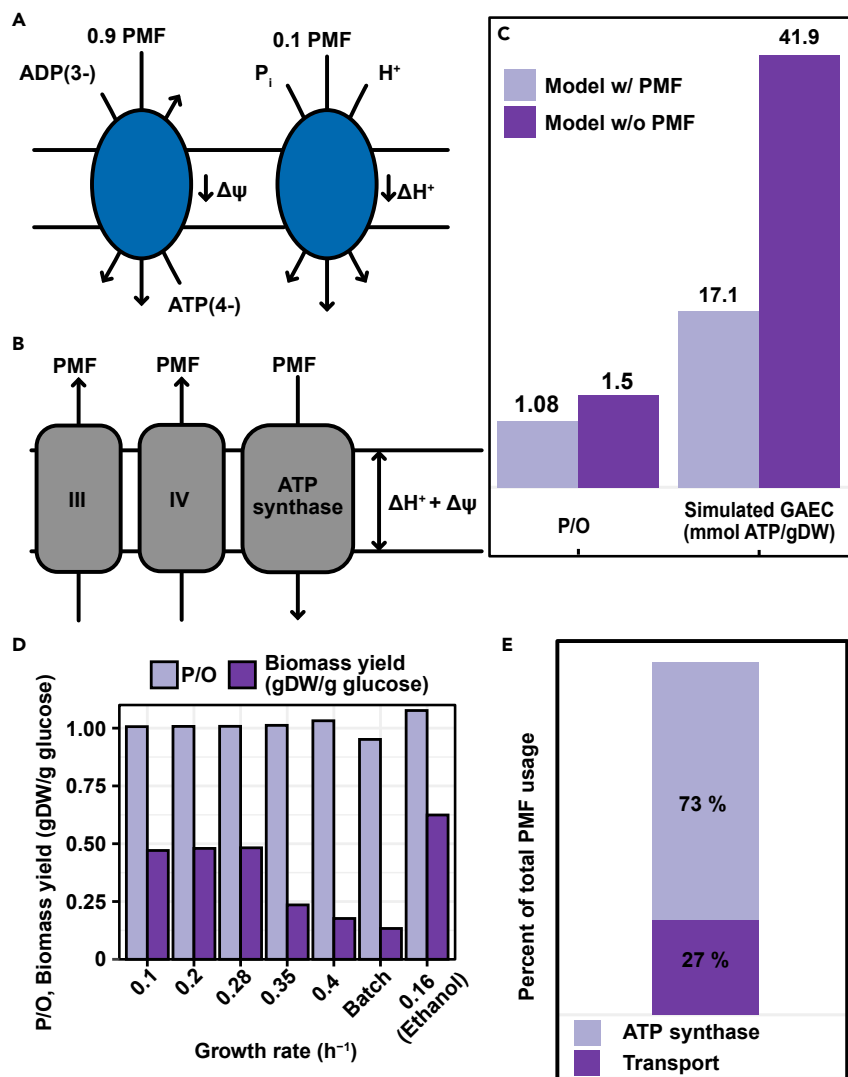 A
0.9 PMF
0.1 PMF
ADP(3-)
Pi
H+
Δψ
ΔH+
ATP(4-)
B
PMF
PMF
PMF
III
IV
ATP
synthase
ΔH+ + Δψ
C
41.9
Model w/ PMF
Model w/o PMF
17.1
1.5
1.08
P/O
Simulated GAEC
(mmol ATP/gDW)
D
P/O
Biomass yield
(gDW/g glucose)
P/O, Biomass yield (gDW/g glucose)
1.00
0.75
0.50
0.25
0
0.1
0.2
0.28
0.35
0.4
Batch
0.16
(Ethanol)
Growth rate (h⁻¹)
E
Percent of total PMF usage
73 %
27 %
ATP synthase
Transport